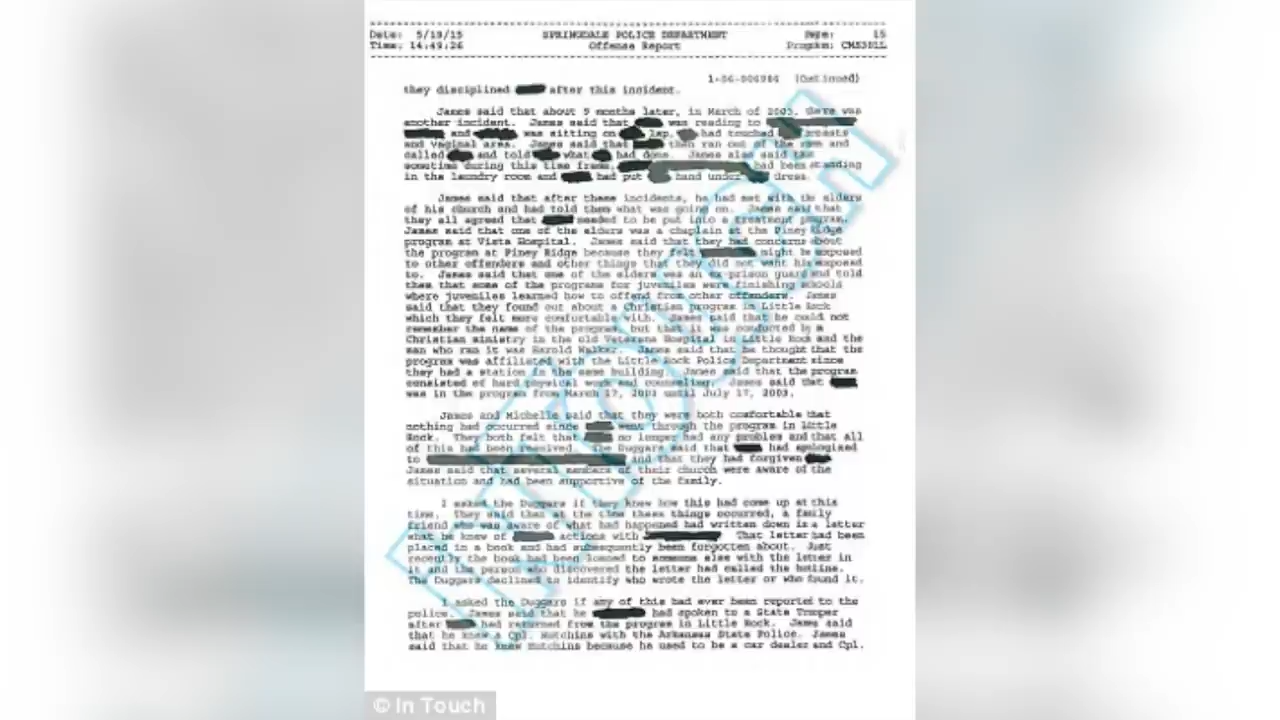 Date: 5/19/15 SPRINGDALE POLICE DEPARTMENT Page: 15
Time: 14:49:26 Offense Report Program: CMS301L
1-06-006986 (Continued)
they disciplined after this incident.
James said that about 9 months later, in March of 2003, there was
another incident. James said that was reading to
and was sitting on lap, had touched breasts
and vaginal area. James said that then ran out of the room and
called and told what had done. James also said that
sometime during this time frame, had been standing
in the laundry room and had put hand under dress.
James said that after these incidents, he had met with the elders
of his church and had told them what was going on. James said that
they all agreed that needed to be put into a treatment program.
James said that one of the elders was a chaplain at the Piney Ridge
program at Vista Hospital. James said that they had concerns about
the program at Piney Ridge because they felt might be exposed
to other offenders and other things that they did not want his exposed
to. James said that one of the elders was an ex-prison guard and told
them that some of the programs for juveniles were finishing schools
where juveniles learned how to offend from other offenders. James
said that they found out about a Christian program in Little Rock
which they felt more comfortable with. James said that he could not
remember the name of the program, but that it was conducted by a
Christian ministry in the old Veterans Hospital in Little Rock and the
man who ran it was Harold Walker. James said that he thought that the
program was affiliated with the Little Rock Police Department since
they had a station in the same building. James said that the program
consisted of hard physical work and counseling. James said that
was in the program from March 17, 2003 until July 17, 2003.
James and Michelle said that they were both comfortable that
nothing had occurred since went through the program in Little
Rock. They both felt that no longer had any problem and that all
of this had been resolved. The Duggars said that had apologized
to and that they had forgiven
James said that several members of their church were aware of the
situation and had been supportive of the family.
I asked the Duggars if they knew how this had come up at this
time. They said that at the time these things occurred, a family
friend who was aware of what had happened had written down in a letter
what he knew of actions with That letter had been
placed in a book and had subsequently been forgotten about. Just
recently the book had been loaned to someone else with the letter in
it and the person who discovered the letter had called the hotline.
The Duggars declined to identify who wrote the letter or who found it.
I asked the Duggars if any of this had ever been reported to the
police. James said that he had spoken to a State Trooper
after had returned from the program in Little Rock. James said
that he knew a Cpl. Hutchins with the Arkansas State Police. James
said that he knew Hutchins because he used to be a car dealer and Cpl.
© In Touch